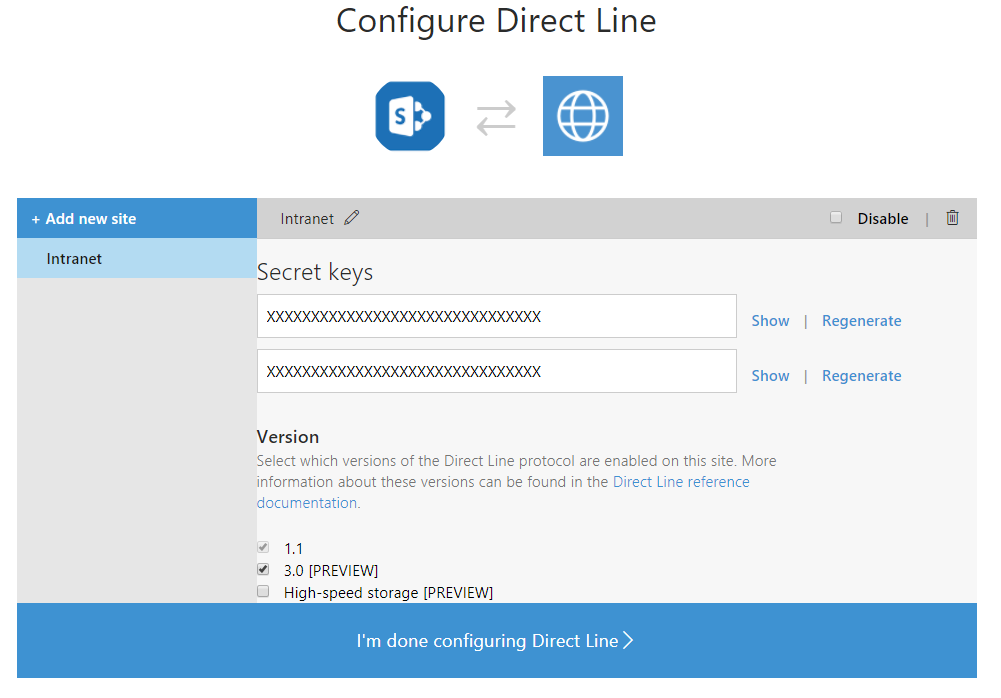 Configure Direct Line
S
+ Add new site
Intranet
Intranet
Disable |
Secret keys
XXXXXXXXXXXXXXXXXXXXXXXXXXXXXXX
Show | Regenerate
XXXXXXXXXXXXXXXXXXXXXXXXXXXXXXX
Show | Regenerate
Version
Select which versions of the Direct Line protocol are enabled on this site. More
information about these versions can be found in the Direct Line reference
documentation.
1.1
3.0 [PREVIEW]
High-speed storage [PREVIEW]
I'm done configuring Direct Line >